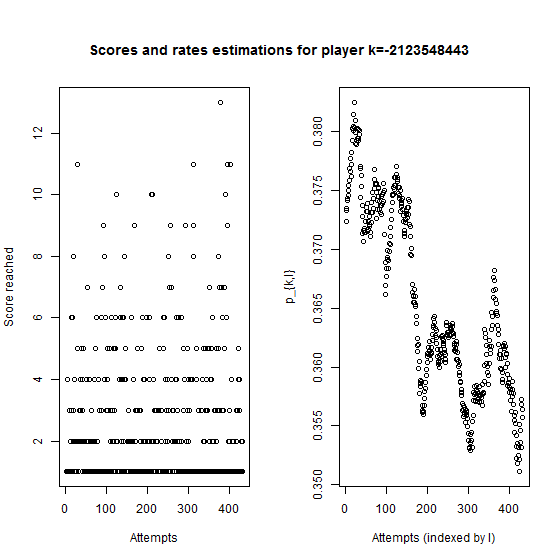 Scores and rates estimations for player k=-2123548443
Score reached
12
10
8
6
4
2
0 100 200 300 400
Attempts
p_{k,l}
0.380
0.375
0.370
0.365
0.360
0.355
0.350
0 100 200 300 400
Attempts (indexed by l)